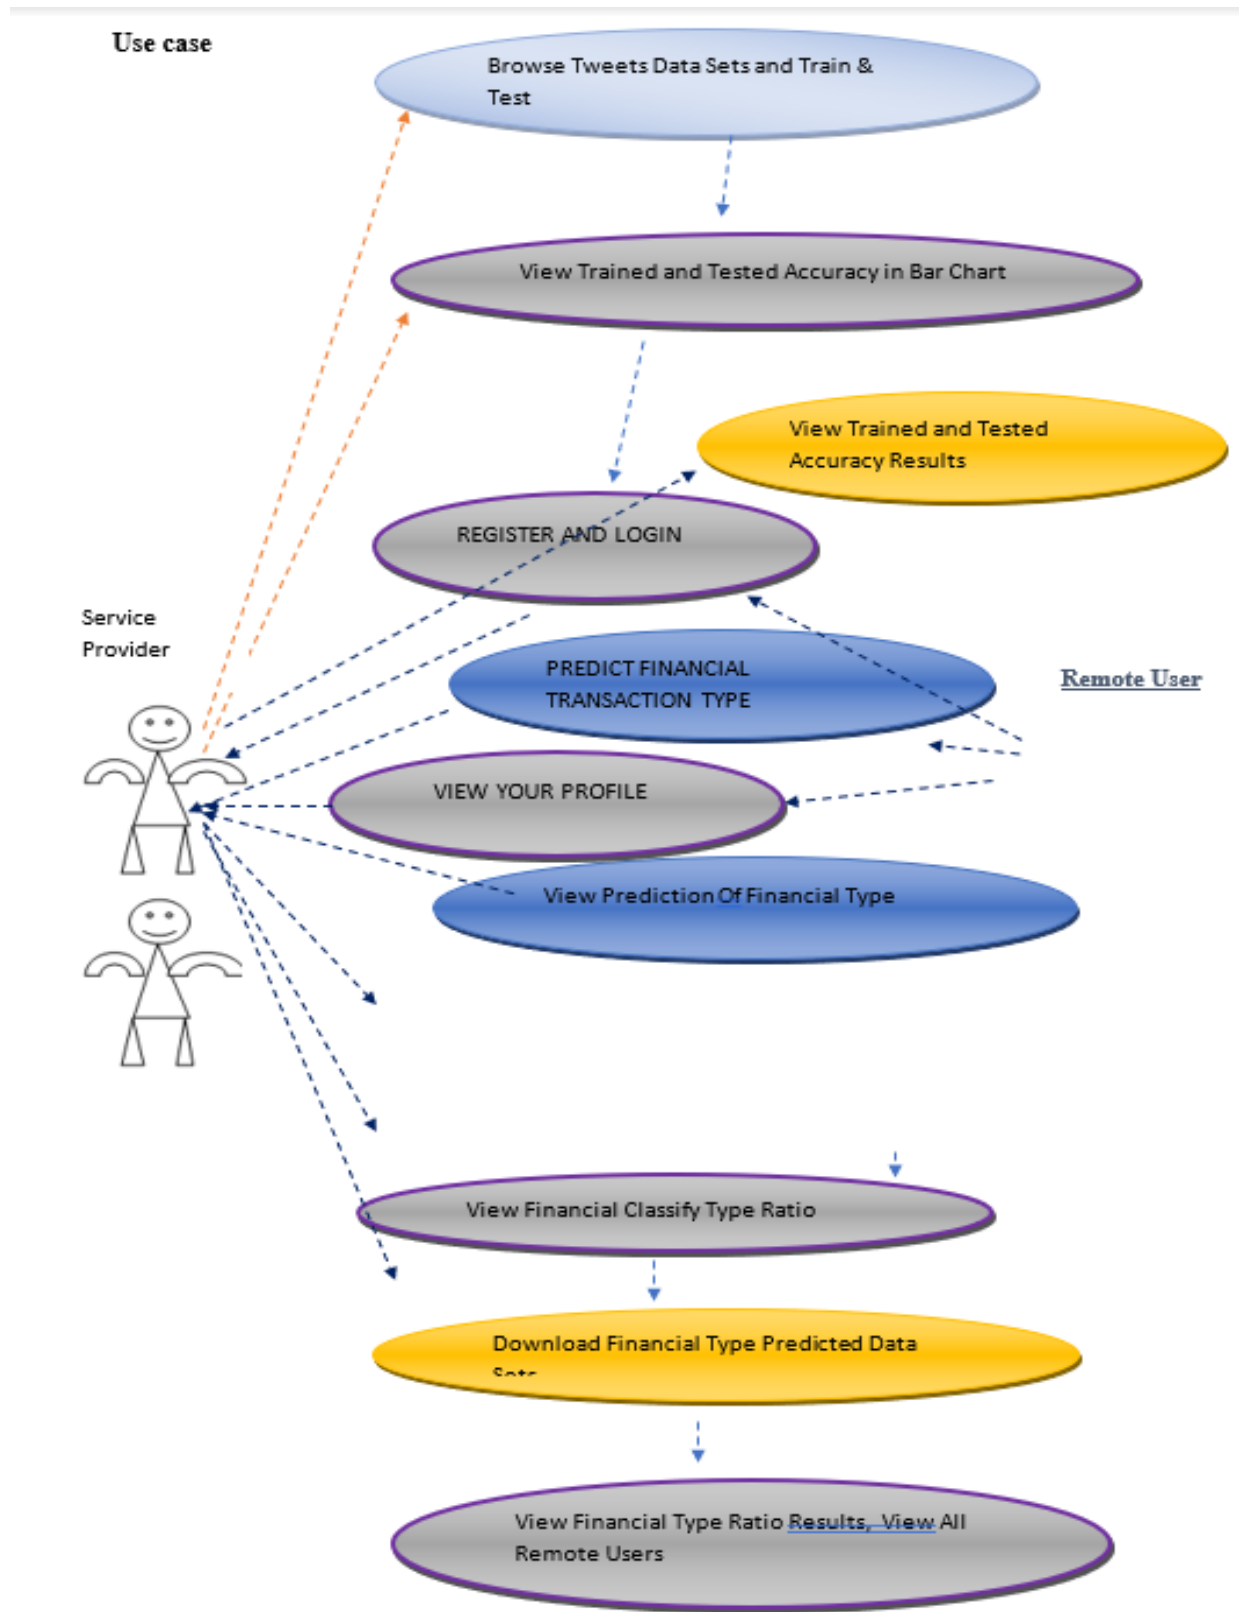 Use case
Browse Tweets Data Sets and Train &
Test
View Trained and Tested Accuracy in Bar Chart
View Trained and Tested
Accuracy Results
REGISTER AND LOGIN
Service
Provider
PREDICT FINANCIAL
TRANSACTION TYPE
Remote User
VIEW YOUR PROFILE
View Prediction Of Financial Type
View Financial Classify Type Ratio
Download Financial Type Predicted Data
Sets
View Financial Type Ratio Results, View All
Remote Users